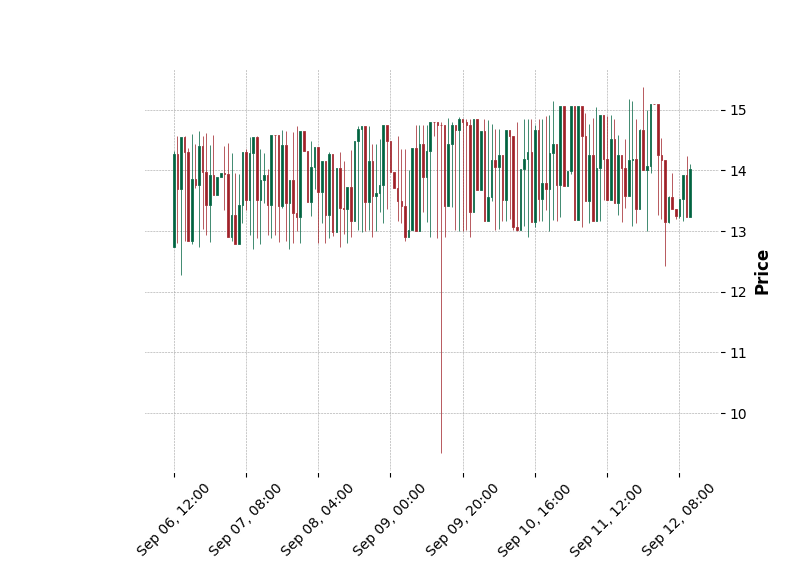 15
14
13
12
11
10
Price
Sep 06, 12:00
Sep 07, 08:00
Sep 08, 04:00
Sep 09, 00:00
Sep 09, 20:00
Sep 10, 16:00
Sep 11, 12:00
Sep 12, 08:00